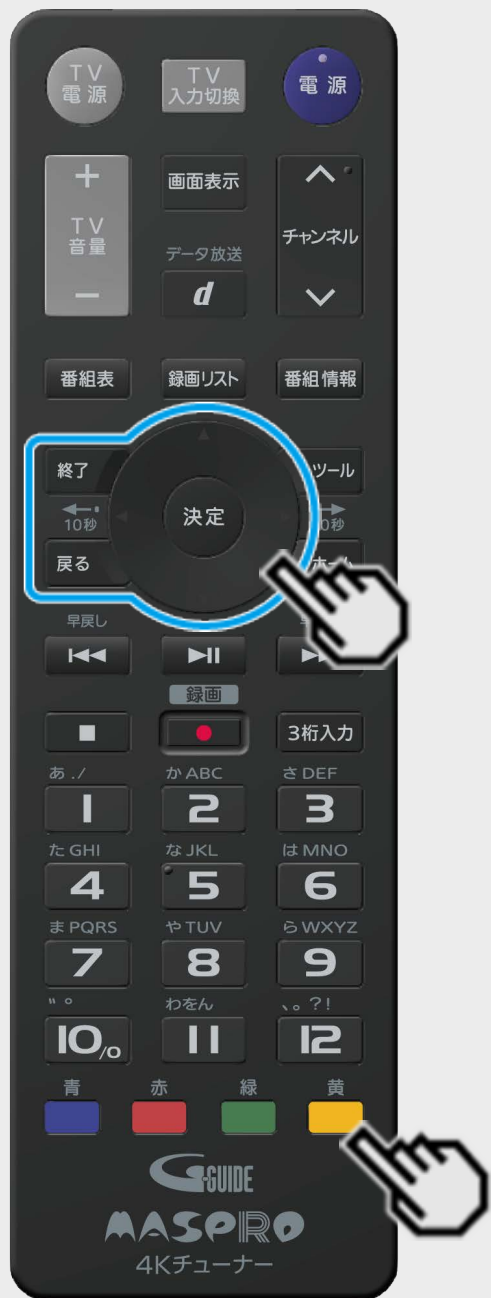 TV
電源
TV
入力切換
電源
+
TV
音量
−
画面表示
データ放送
d
チャンネル
番組表
録画リスト
番組情報
終了
ツール
10秒
決定
0秒
戻る
ホーム
早戻し
録画
3桁入力
あ./
かABC
さDEF
1
2
3
たGHI
なJKL
はMNO
4
5
6
まPQRS
やTUV
らWXYZ
7
8
9
゛゜
わをん
、。?!
10/0
11
12
青
赤
緑
黄
G-GUIDE
MASPRO
4Kチューナー